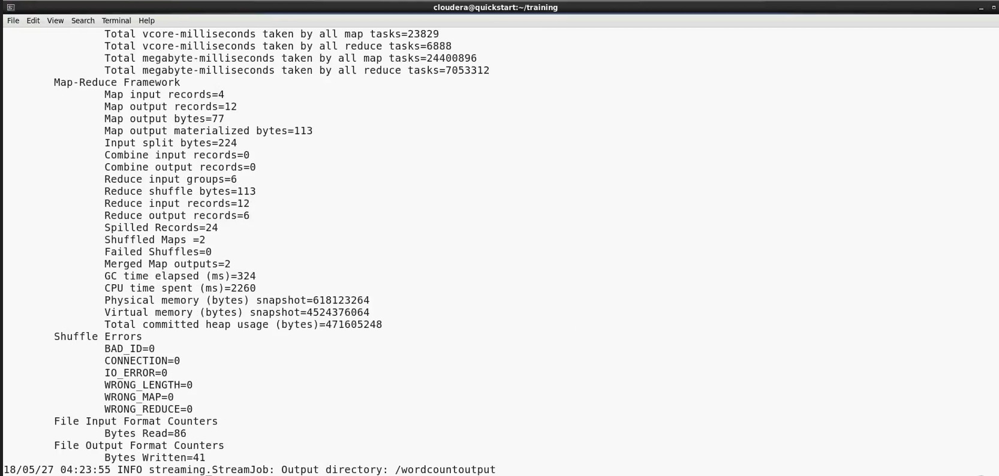 cloudera@quickstart:~/training
File Edit View Search Terminal Help
Total vcore-milliseconds taken by all map tasks=23829
Total vcore-milliseconds taken by all reduce tasks=6888
Total megabyte-milliseconds taken by all map tasks=24400896
Total megabyte-milliseconds taken by all reduce tasks=7053312
Map-Reduce Framework
Map input records=4
Map output records=12
Map output bytes=77
Map output materialized bytes=113
Input split bytes=224
Combine input records=0
Combine output records=0
Reduce input groups=6
Reduce shuffle bytes=113
Reduce input records=12
Reduce output records=6
Spilled Records=24
Shuffled Maps =2
Failed Shuffles=0
Merged Map outputs=2
GC time elapsed (ms)=324
CPU time spent (ms)=2260
Physical memory (bytes) snapshot=618123264
Virtual memory (bytes) snapshot=4524376064
Total committed heap usage (bytes)=471605248
Shuffle Errors
BAD_ID=0
CONNECTION=0
IO_ERROR=0
WRONG_LENGTH=0
WRONG_MAP=0
WRONG_REDUCE=0
File Input Format Counters
Bytes Read=86
File Output Format Counters
Bytes Written=41
18/05/27 04:23:55 INFO streaming.StreamJob: Output directory: /wordcountoutput